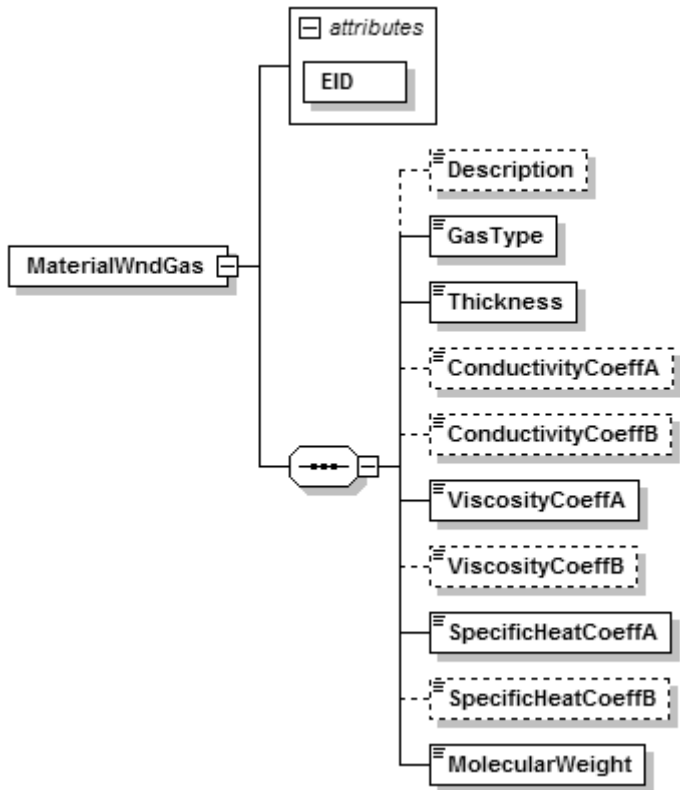 attributes
EID
Description
GasType
MaterialWndGas
Thickness
ConductivityCoeffA
ConductivityCoeffB
ViscosityCoeffA
ViscosityCoeffB
SpecificHeatCoeffA
SpecificHeatCoeffB
MolecularWeight